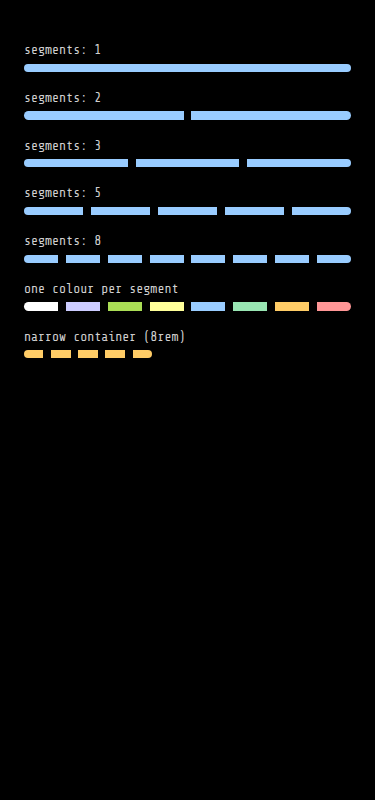 segments: 1
segments: 2
segments: 3
segments: 5
segments: 8
one colour per segment
narrow container (8rem)